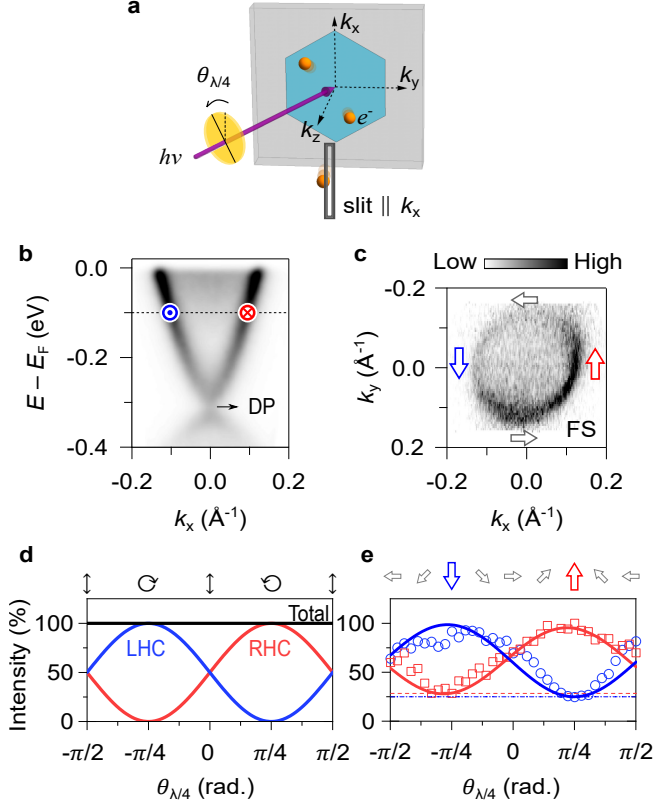 a
kx
θλ/4
ky
kz
e-
hν
slit || kx
b
0.0
-0.2
-0.4
E – EF (eV)
DP
-0.2 0.0 0.2
kx (Å-1)
c
Low High
-0.2
0.0
0.2
ky (Å-1)
FS
-0.2 0.0 0.2
kx (Å-1)
d
100
50
0
Intensity (%)
Total
LHC RHC
-π/2 -π/4 0 π/4 π/2
θλ/4 (rad.)
e
100
50
0
-π/2 -π/4 0 π/4 π/2
θλ/4 (rad.)